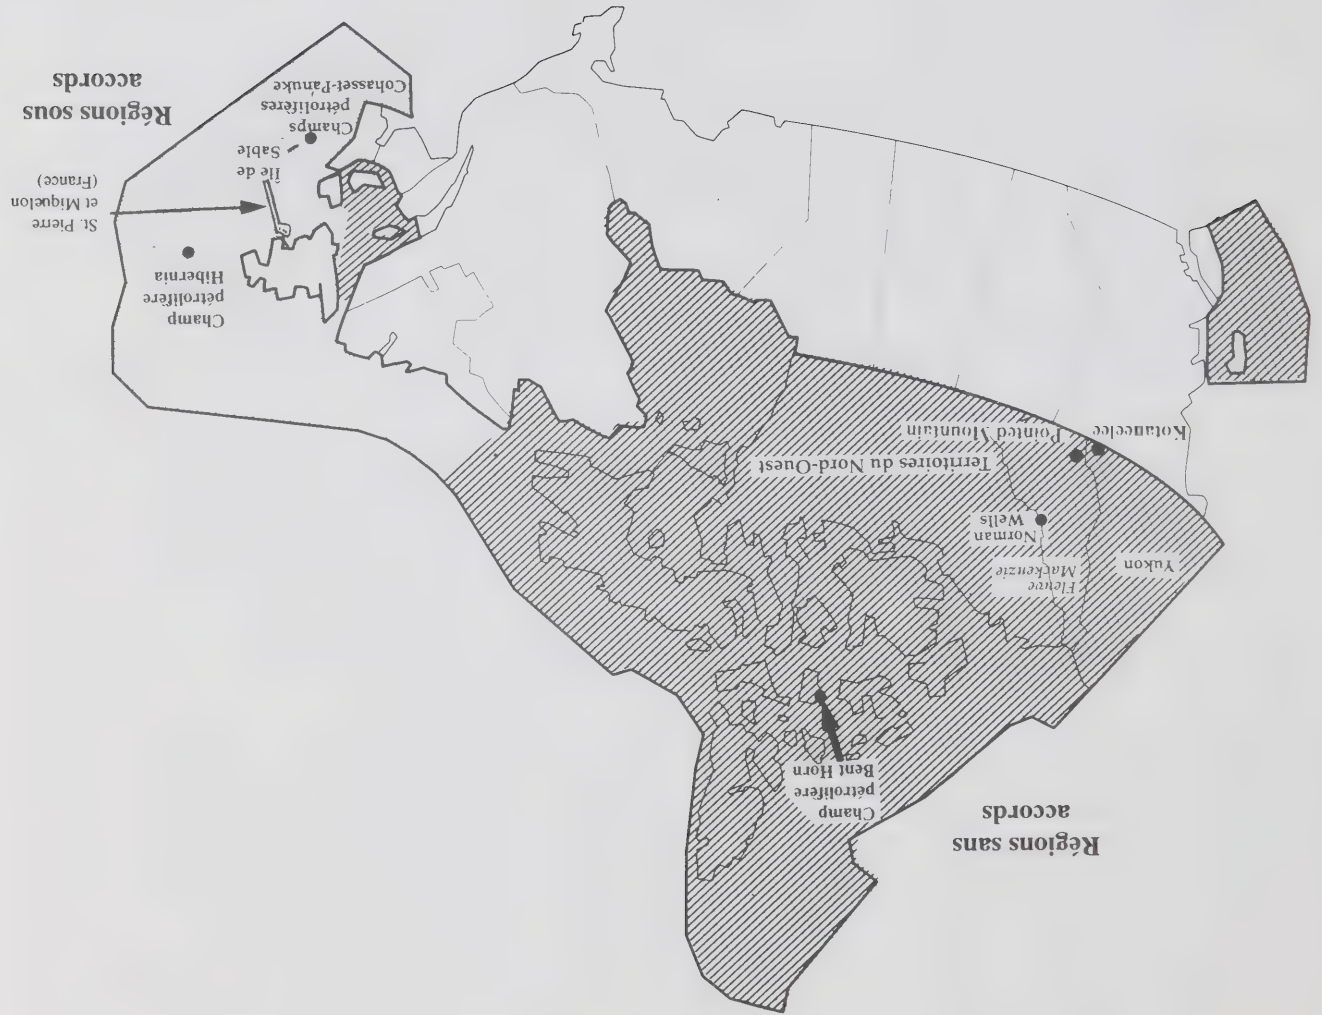 Régions sans
accords
Champ
pétrolifère
Bent Horn
Yukon
Fleuve
Mackenzie
Norman
Wells
Territoires du Nord-Ouest
Kotaneelee
Pointed Mountain
Champ
pétrolifère
Hibernia
St. Pierre
et Miquelon
(France)
Île de
Sable
Champs
pétrolifères
Cohasset-Panuke
Régions sous
accords